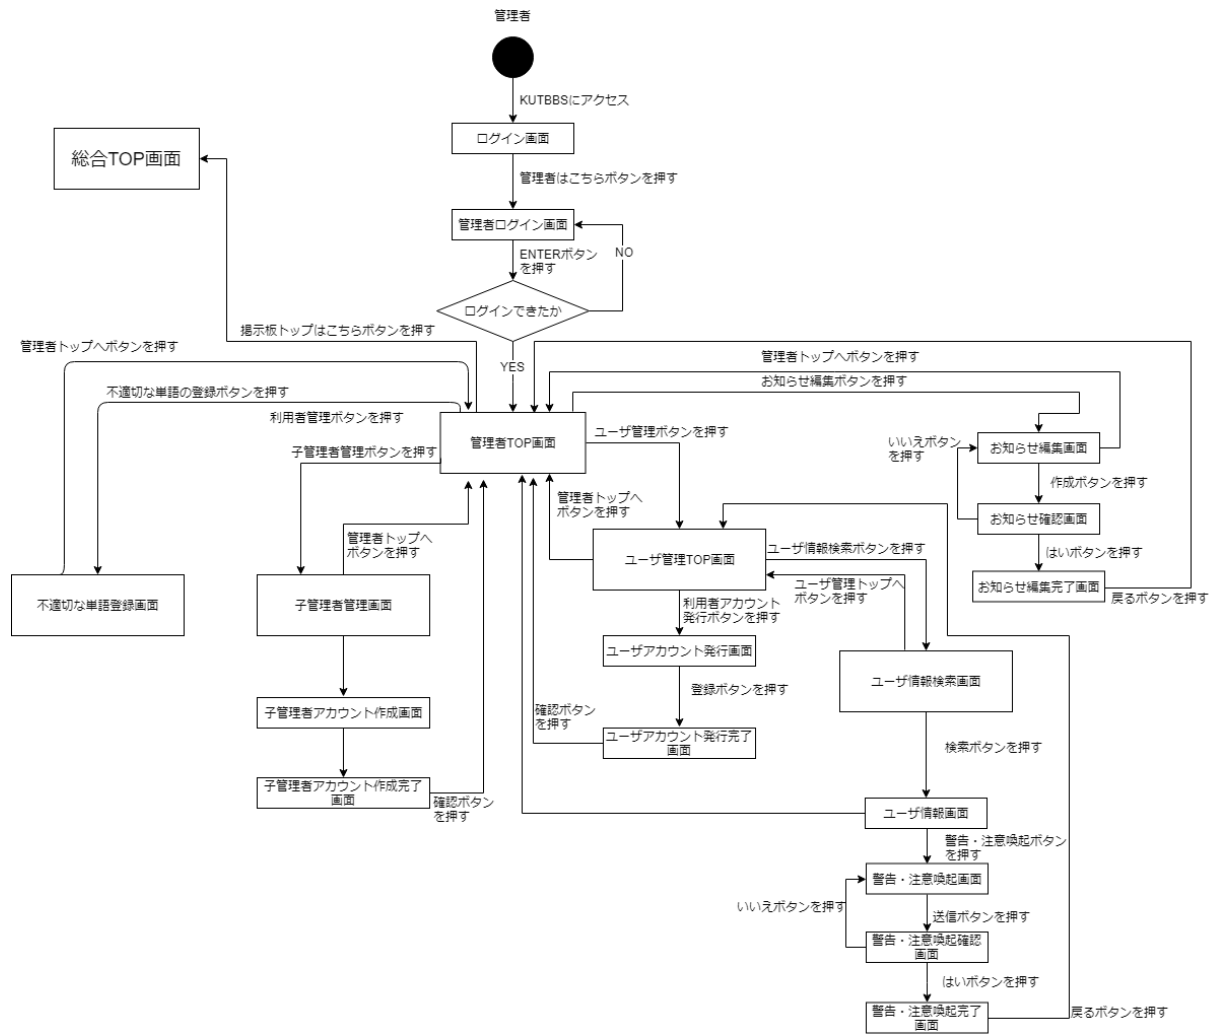 管理者
KUTBBSにアクセス
ログイン画面
総合TOP画面
管理者はこちらボタンを押す
管理者ログイン画面
ENTERボタン
を押す
NO
ログインできたか
掲示板トップはこちらボタンを押す
管理者トップへボタンを押す
YES
管理者トップへボタンを押す
お知らせ編集ボタンを押す
不適切な単語の登録ボタンを押す
利用者管理ボタンを押す
子管理者管理ボタンを押す
管理者TOP画面
ユーザ管理ボタンを押す
いいえボタン
を押す
お知らせ編集画面
作成ボタンを押す
お知らせ確認画面
はいボタンを押す
お知らせ編集完了画面
戻るボタンを押す
管理者トップへ
ボタンを押す
管理者トップへ
ボタンを押す
ユーザ管理TOP画面
ユーザ情報検索ボタンを押す
ユーザ管理トップへ
ボタンを押す
不適切な単語登録画面
子管理者管理画面
利用者アカウント
発行ボタンを押す
ユーザアカウント発行画面
ユーザ情報検索画面
登録ボタンを押す
子管理者アカウント作成画面
確認ボタン
を押す
ユーザアカウント発行完了
画面
検索ボタンを押す
子管理者アカウント作成完了
画面
確認ボタン
を押す
ユーザ情報画面
警告・注意喚起ボタン
を押す
警告・注意喚起画面
いいえボタンを押す
送信ボタンを押す
警告・注意喚起確認
画面
はいボタンを押す
警告・注意喚起完了
画面
戻るボタンを押す